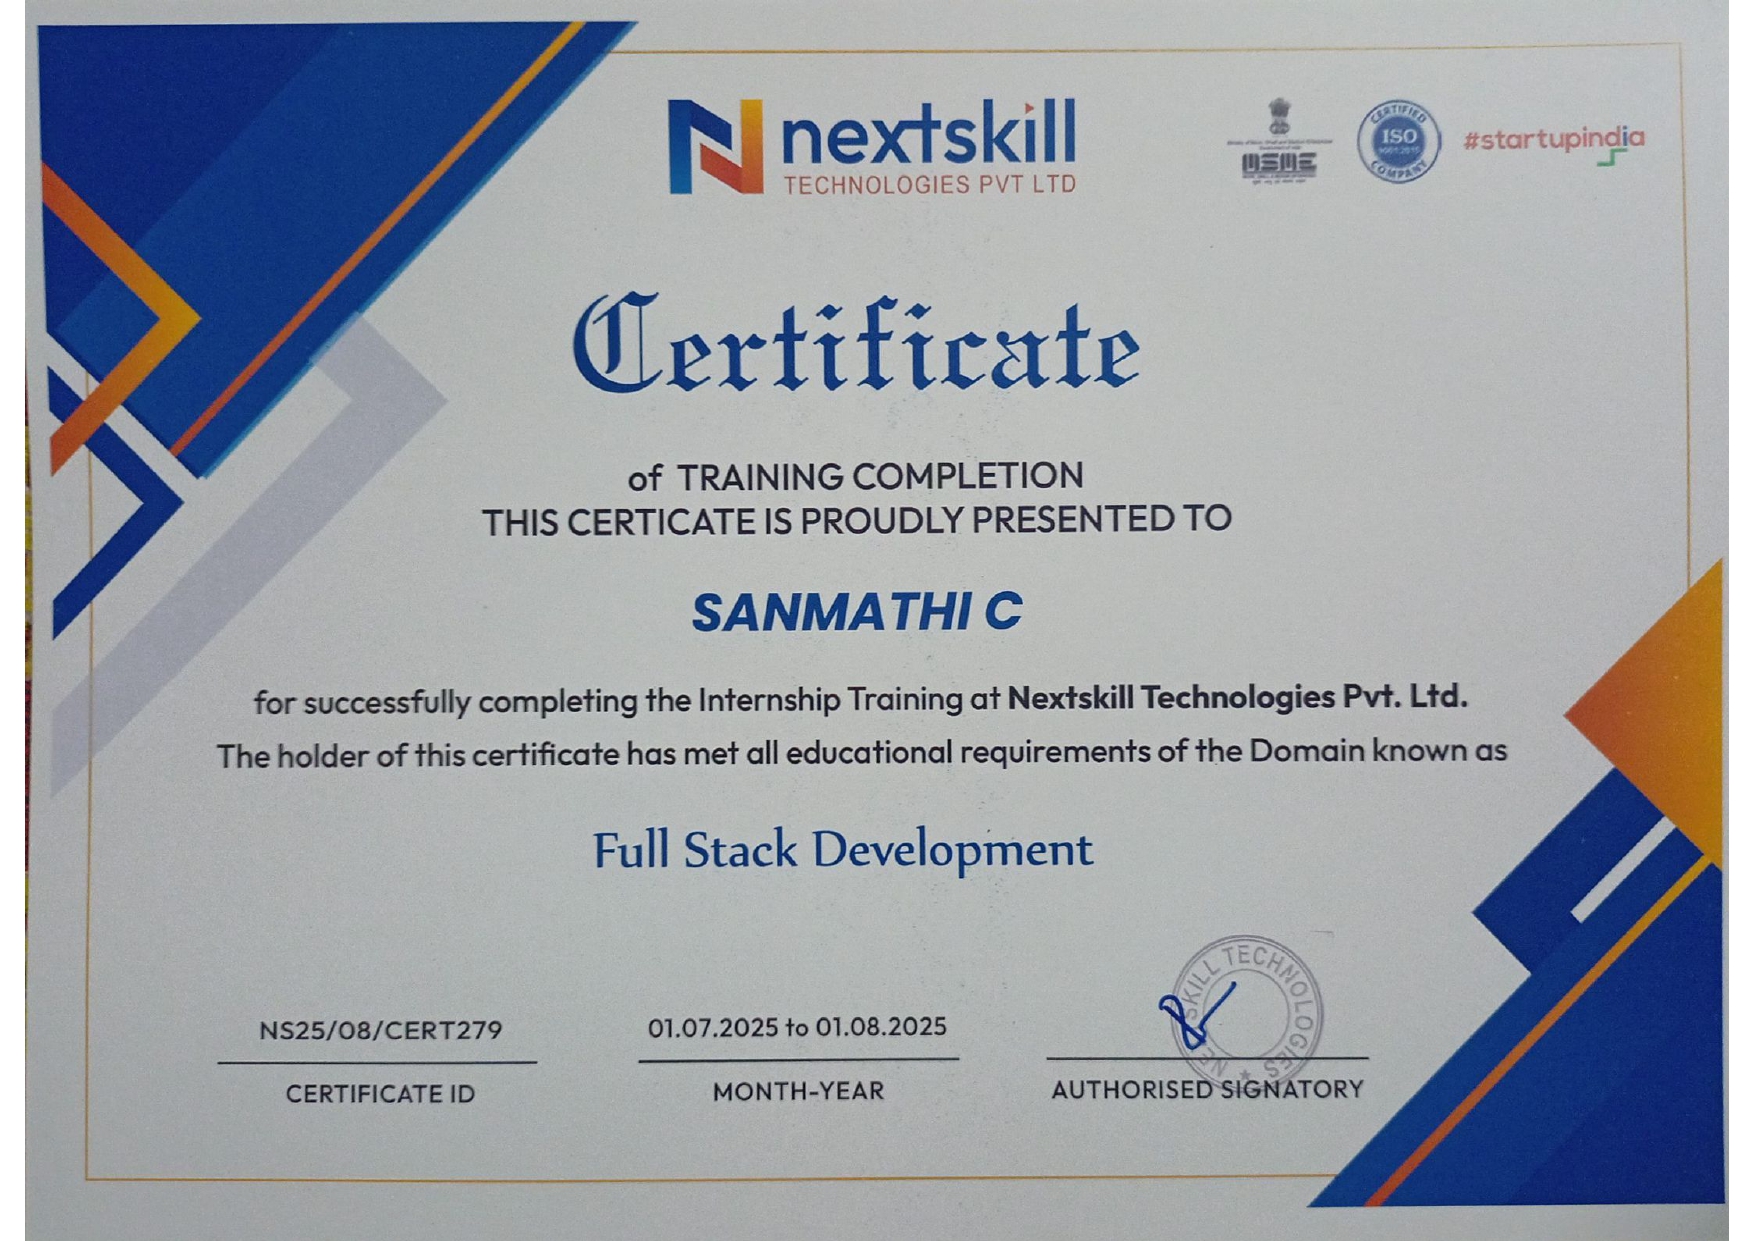 nextskill
TECHNOLOGIES PVT LTD
MSME
CERTIFIED
ISO
COMPANY
#startupindia
Certificate
of TRAINING COMPLETION
THIS CERTICATE IS PROUDLY PRESENTED TO
SANMATHI C
for successfully completing the Internship Training at Nextskill Technologies Pvt. Ltd.
The holder of this certificate has met all educational requirements of the Domain known as
Full Stack Development
NS25/08/CERT279
CERTIFICATE ID
01.07.2025 to 01.08.2025
MONTH-YEAR
SKILL TECHNOLOGIES
AUTHORISED SIGNATORY